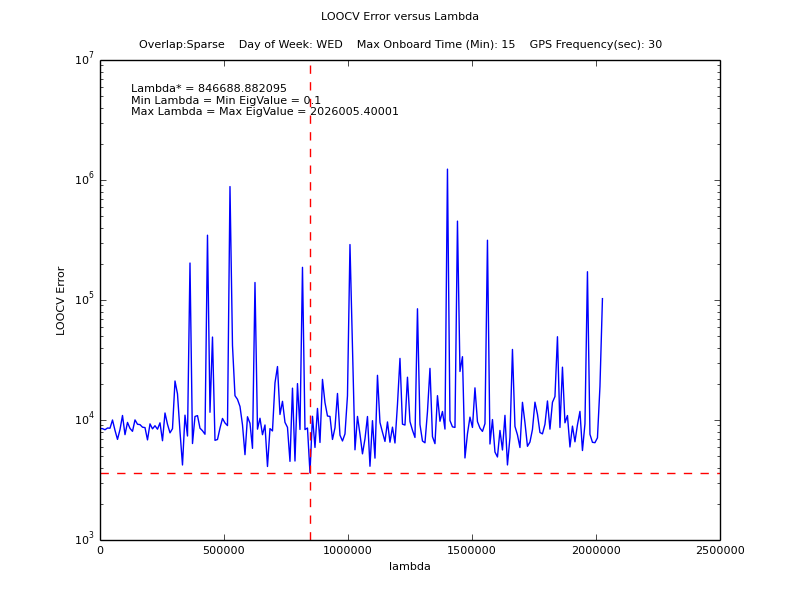 LOOCV Error versus Lambda
Overlap:Sparse Day of Week: WED Max Onboard Time (Min): 15 GPS Frequency(sec): 30
10^7
Lambda* = 846688.882095
Min Lambda = Min EigValue = 0.1
Max Lambda = Max EigValue = 2026005.40001
10^6
LOOCV Error
10^5
10^4
10^3
0 500000 1000000 1500000 2000000 2500000
lambda